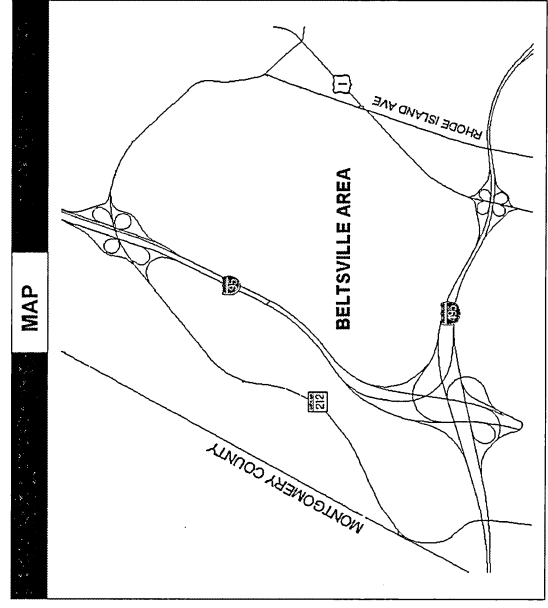 MAP
MONTGOMERY COUNTY
212
95
BELTSVILLE AREA
495
1
RHODE ISLAND AVE